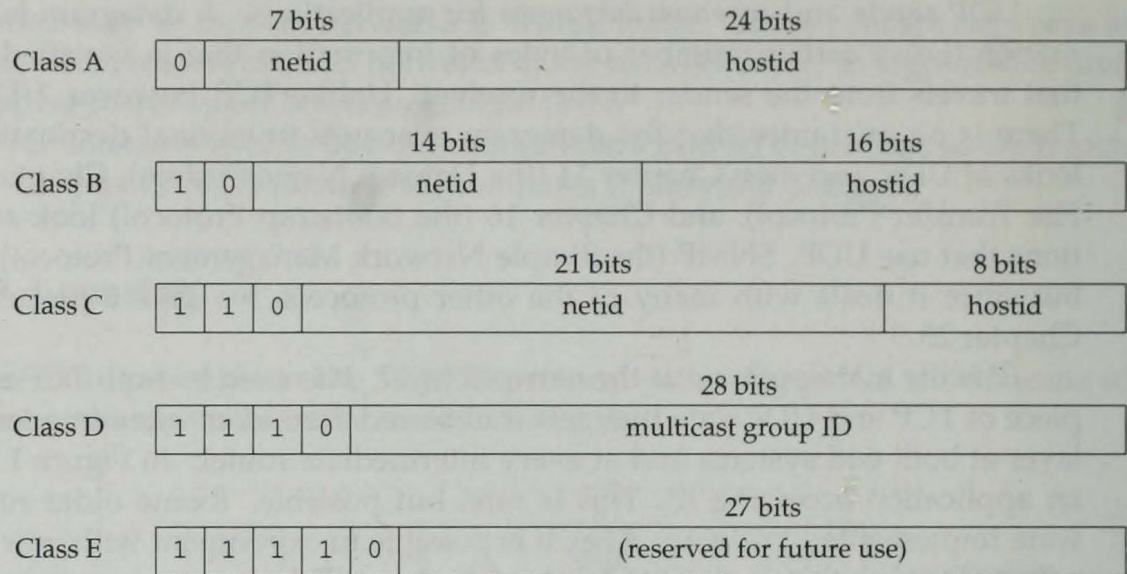 7 bits 24 bits
Class A 0 netid hostid
14 bits 16 bits
Class B 1 0 netid hostid
21 bits 8 bits
Class C 1 1 0 netid hostid
28 bits
Class D 1 1 1 0 multicast group ID
27 bits
Class E 1 1 1 1 0 (reserved for future use)